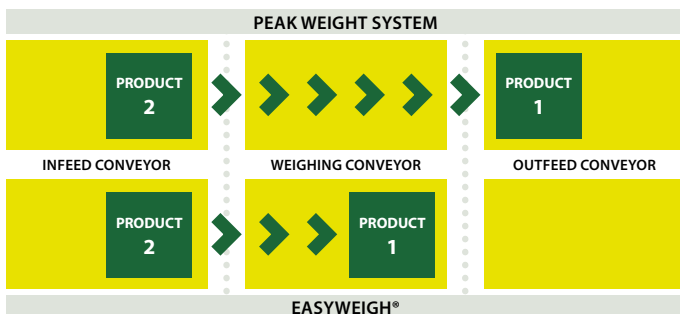 PEAK WEIGHT SYSTEM
PRODUCT
2
PRODUCT
1
INFEED CONVEYOR
WEIGHING CONVEYOR
OUTFEED CONVEYOR
PRODUCT
2
PRODUCT
1
EASYWEIGH®